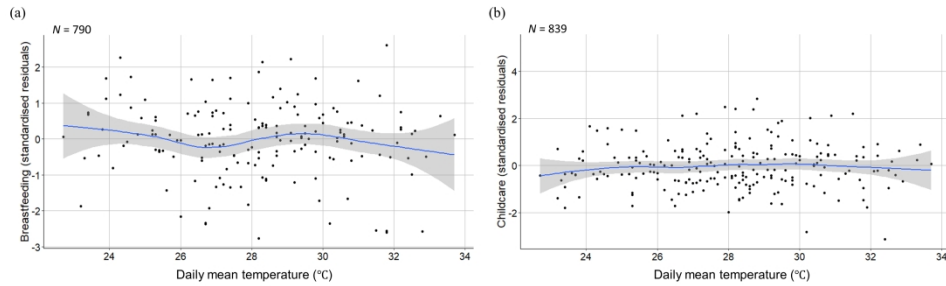 (a)
N = 790
Breastfeeding (standardised residuals)
2
1
0
-1
-2
-3
24
26
28
30
32
34
Daily mean temperature (°C)
(b)
N = 839
Childcare (standardised residuals)
4
2
0
-2
24
26
28
30
32
34
Daily mean temperature (°C)